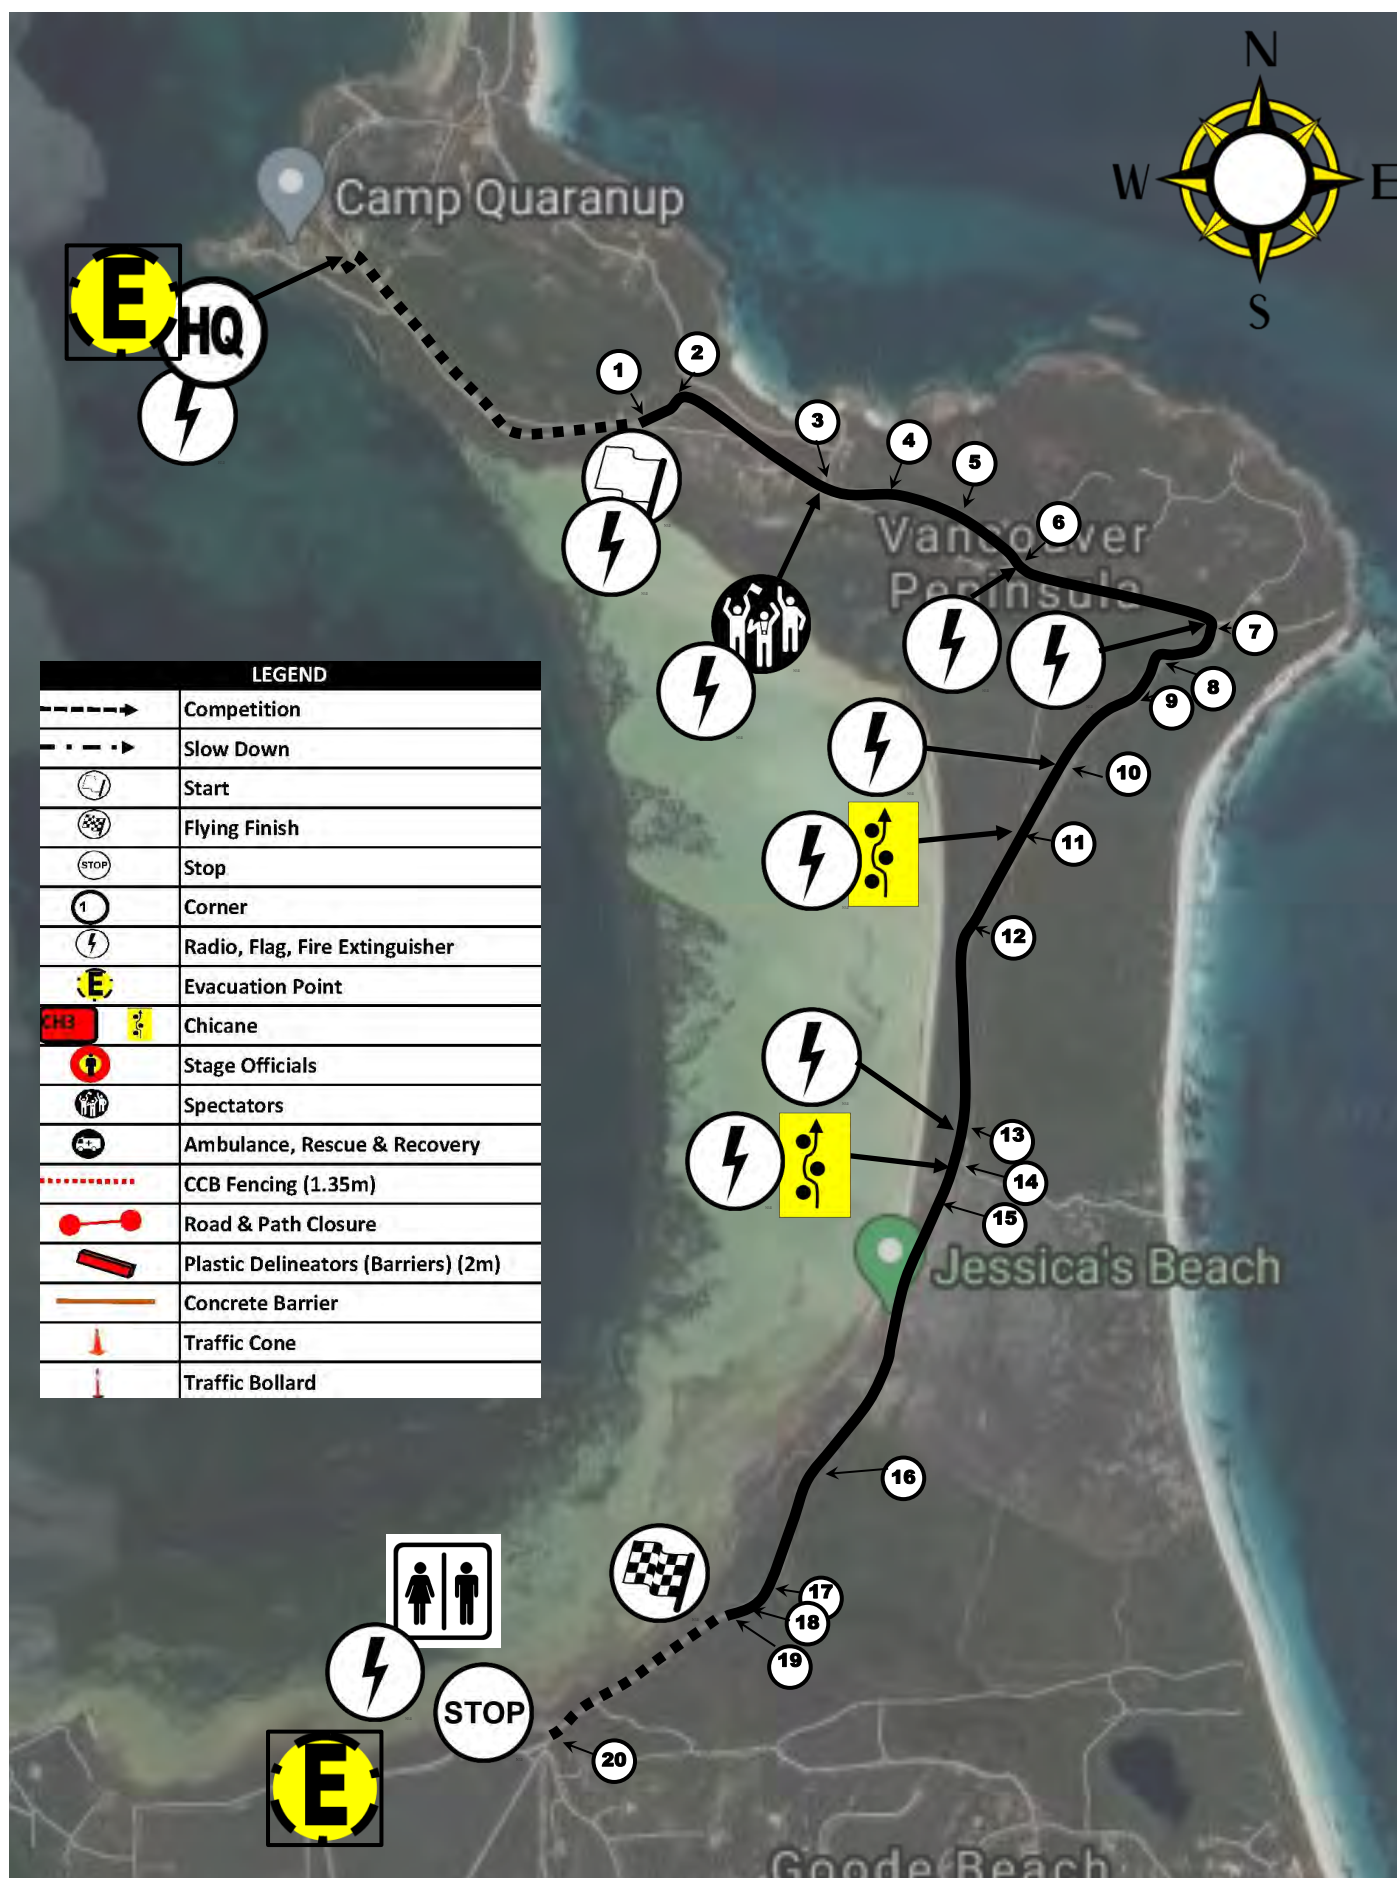 N
W
E
S
Camp Quaranup
E
HQ
1
2
3
4
5
6
Vancouver
Peninsula
7
8
9
10
11
12
13
14
15
Jessica's Beach
16
17
18
19
STOP
20
E
Goode Beach
LEGEND
Competition
Slow Down
Start
Flying Finish
STOP
Stop
1
Corner
Radio, Flag, Fire Extinguisher
E
Evacuation Point
CH3
Chicane
Stage Officials
Spectators
Ambulance, Rescue & Recovery
CCB Fencing (1.35m)
Road & Path Closure
Plastic Delineators (Barriers) (2m)
Concrete Barrier
Traffic Cone
Traffic Bollard